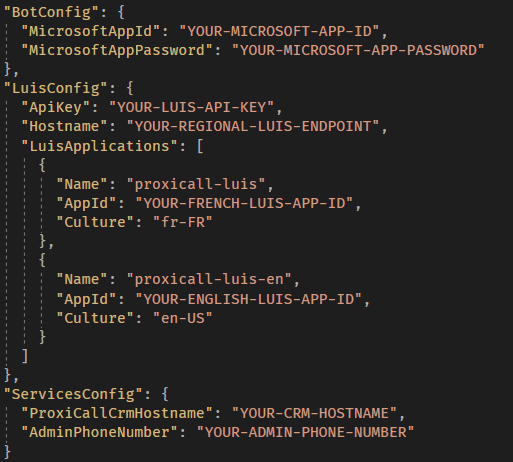 "BotConfig": {
"MicrosoftAppId": "YOUR-MICROSOFT-APP-ID",
"MicrosoftAppPassword": "YOUR-MICROSOFT-APP-PASSWORD"
},
"LuisConfig": {
"ApiKey": "YOUR-LUIS-API-KEY",
"Hostname": "YOUR-REGIONAL-LUIS-ENDPOINT",
"LuisApplications": [
{
"Name": "proxicall-luis",
"AppId": "YOUR-FRENCH-LUIS-APP-ID",
"Culture": "fr-FR"
},
{
"Name": "proxicall-luis-en",
"AppId": "YOUR-ENGLISH-LUIS-APP-ID",
"Culture": "en-US"
}
]
},
"ServicesConfig": {
"ProxiCallCrmHostname": "YOUR-CRM-HOSTNAME",
"AdminPhoneNumber": "YOUR-ADMIN-PHONE-NUMBER"
}